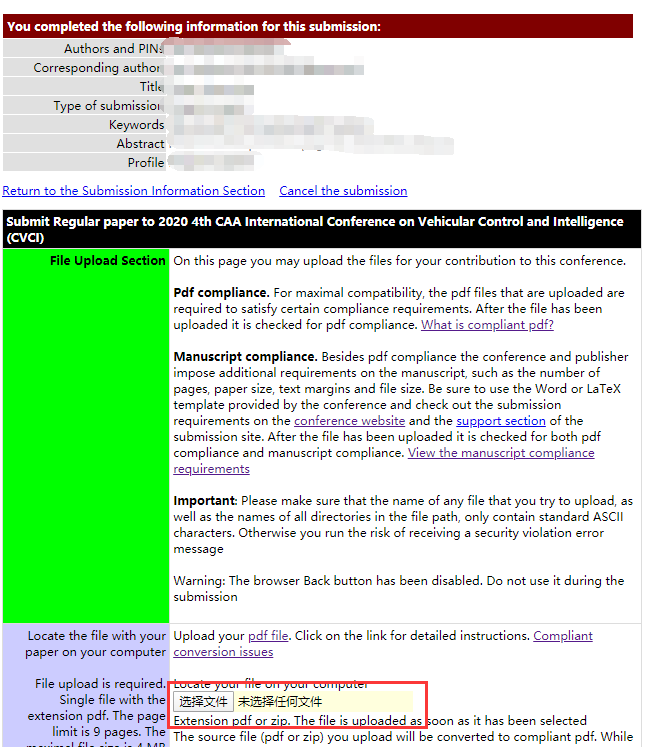 You completed the following information for this submission:
Authors and PINs
Corresponding author
Title
Type of submission
Keywords
Abstract
Profile
Return to the Submission Information Section Cancel the submission
Submit Regular paper to 2020 4th CAA International Conference on Vehicular Control and Intelligence
(CVCI)
File Upload Section On this page you may upload the files for your contribution to this conference.
Pdf compliance. For maximal compatibility, the pdf files that are uploaded are
required to satisfy certain compliance requirements. After the file has been
uploaded it is checked for pdf compliance. What is compliant pdf?
Manuscript compliance. Besides pdf compliance the conference and publisher
impose additional requirements on the manuscript, such as the number of
pages, paper size, text margins and file size. Be sure to use the Word or LaTeX
template provided by the conference and check out the submission
requirements on the conference website and the support section of the
submission site. After the file has been uploaded it is checked for both pdf
compliance and manuscript compliance. View the manuscript compliance
requirements
Important: Please make sure that the name of any file that you try to upload, as
well as the names of all directories in the file path, only contain standard ASCII
characters. Otherwise you run the risk of receiving a security violation error
message
Warning: The browser Back button has been disabled. Do not use it during the
submission
Locate the file with your
paper on your computer
Upload your pdf file. Click on the link for detailed instructions. Compliant
conversion issues
File upload is required.
Single file with the
extension pdf. The page
limit is 9 pages. The
maximal file size is 4 MB
Locate your file on your computer
选择文件 未选择任何文件
Extension pdf or zip. The file is uploaded as soon as it has been selected
The source file (pdf or zip) you upload will be converted to compliant pdf. While